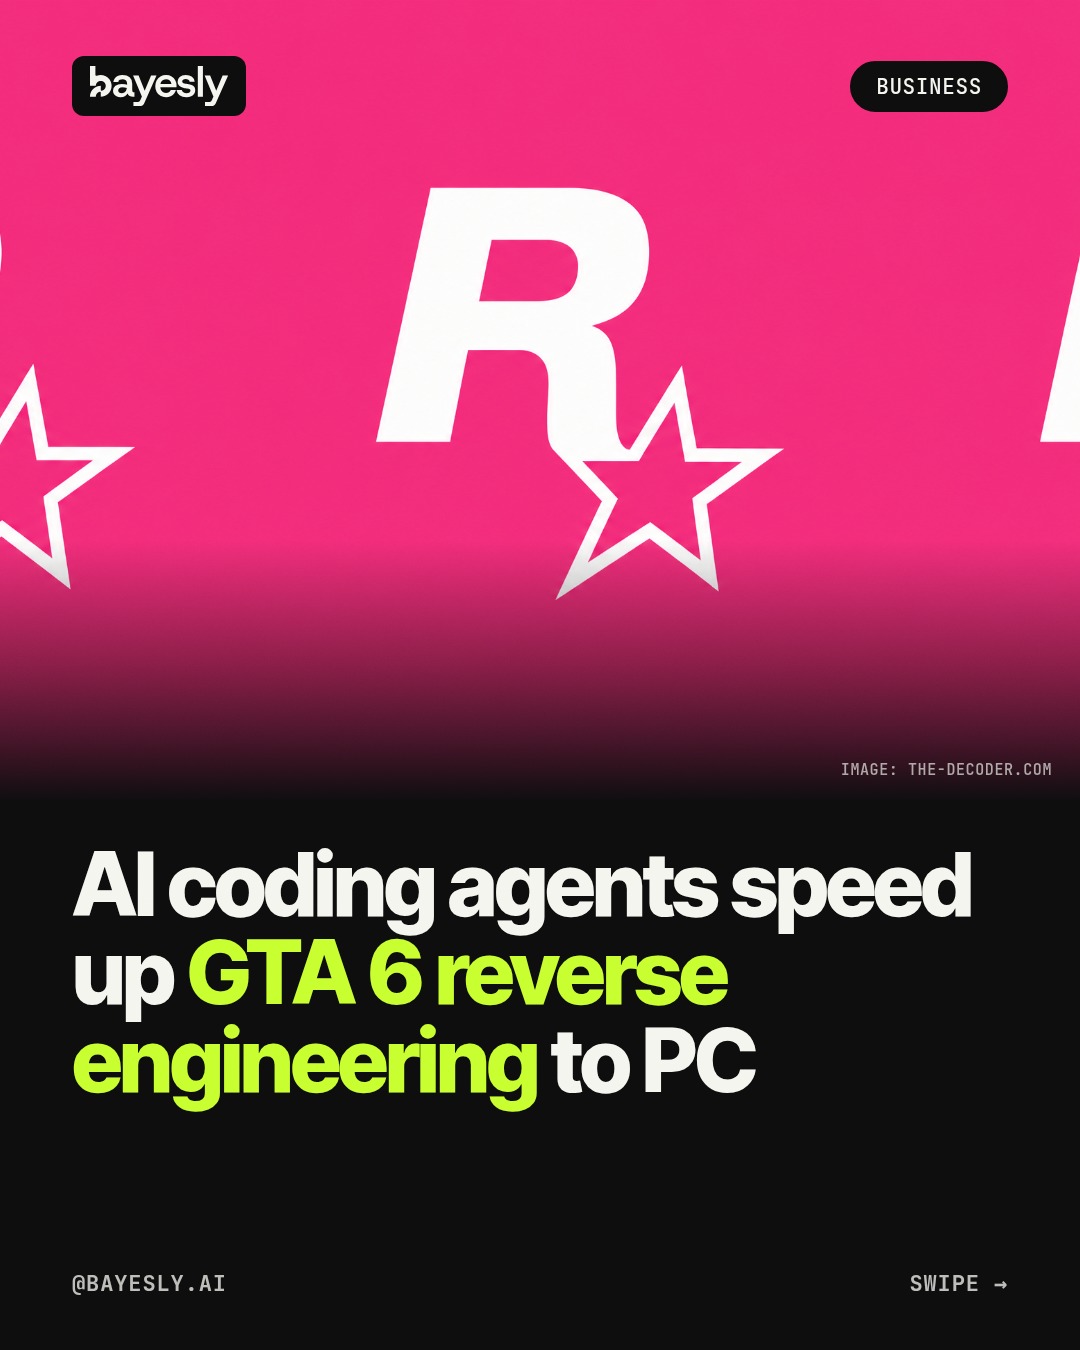 bayesly
BUSINESS
R
IMAGE: THE-DECODER.COM
AI coding agents speed
up GTA 6 reverse
engineering to PC
@BAYESLY.AI
SWIPE →